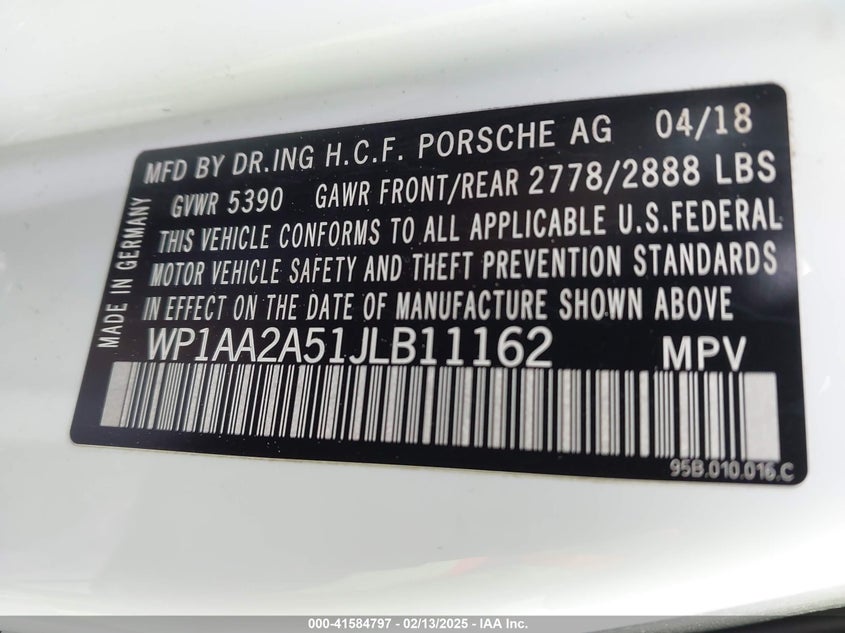 MFD BY DR.ING H.C.F. PORSCHE AG 04/18
GVWR 5390 GAWR FRONT/REAR 2778/2888 LBS
THIS VEHICLE CONFORMS TO ALL APPLICABLE U.S.FEDERAL
MOTOR VEHICLE SAFETY AND THEFT PREVENTION STANDARDS
IN EFFECT ON THE DATE OF MANUFACTURE SHOWN ABOVE
WP1AA2A51JLB11162 MPV
MADE IN GERMANY
95B.010.016.C
000-41584797 - 02/13/2025 - IAA Inc.